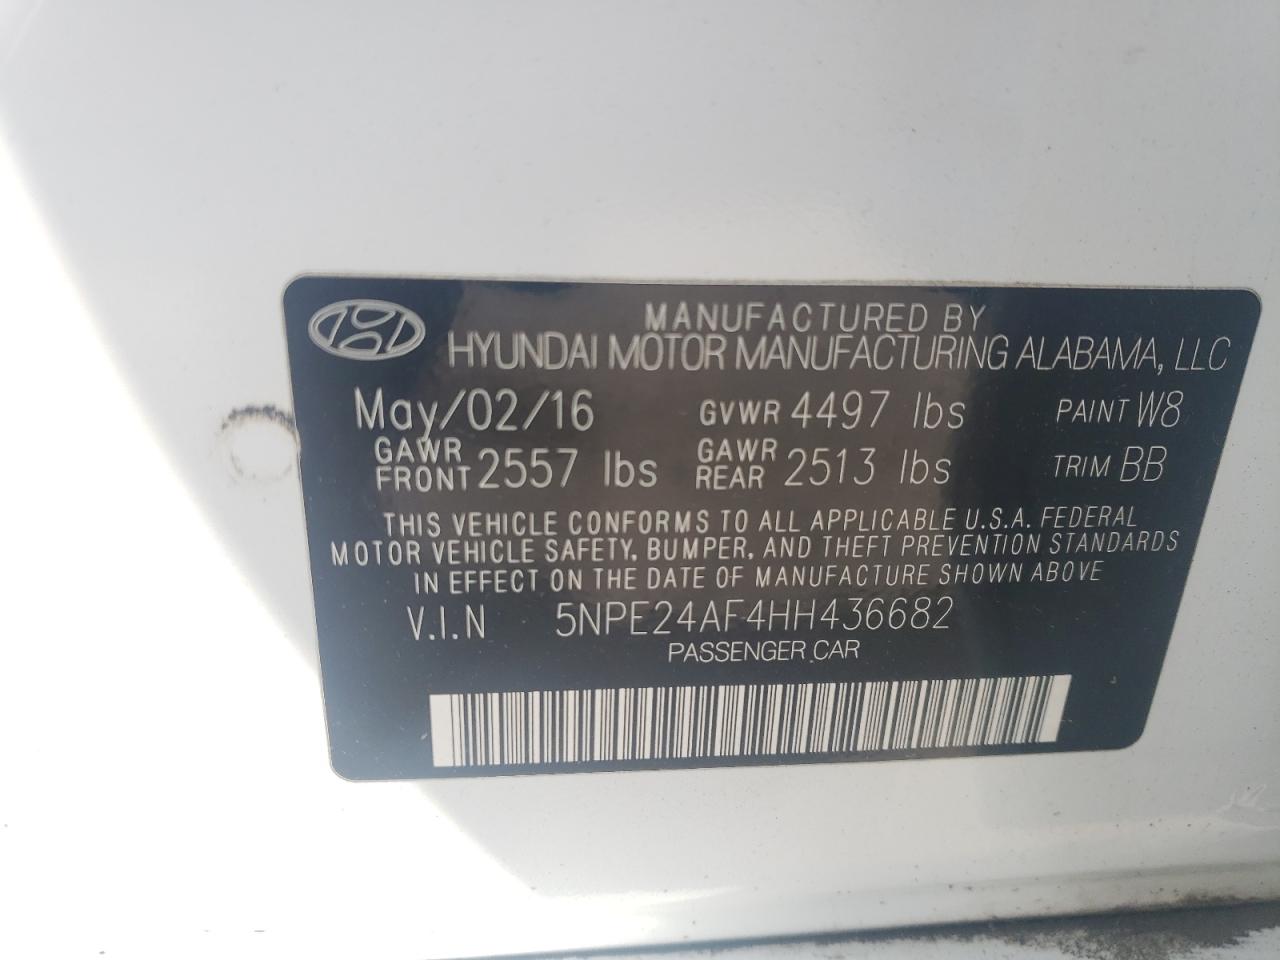 MANUFACTURED BY
HYUNDAI MOTOR MANUFACTURING ALABAMA, LLC
May/02/16 GVWR 4497 lbs PAINT W8
GAWR FRONT 2557 lbs GAWR REAR 2513 lbs TRIM BB
THIS VEHICLE CONFORMS TO ALL APPLICABLE U.S.A. FEDERAL
MOTOR VEHICLE SAFETY, BUMPER, AND THEFT PREVENTION STANDARDS
IN EFFECT ON THE DATE OF MANUFACTURE SHOWN ABOVE
V.I.N 5NPE24AF4HH436682
PASSENGER CAR